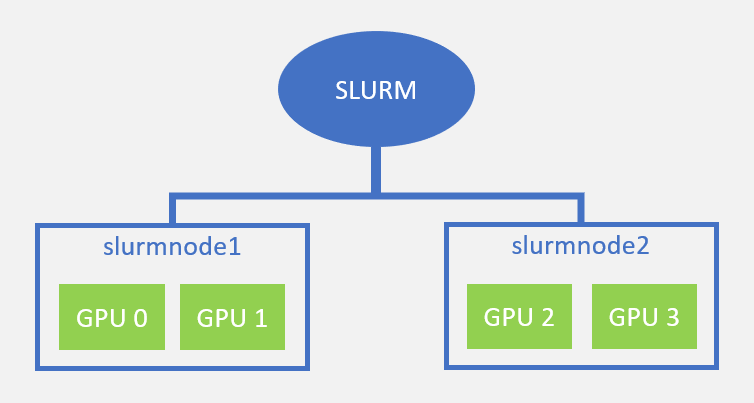 SLURM
slurmnode1
GPU 0
GPU 1
slurmnode2
GPU 2
GPU 3